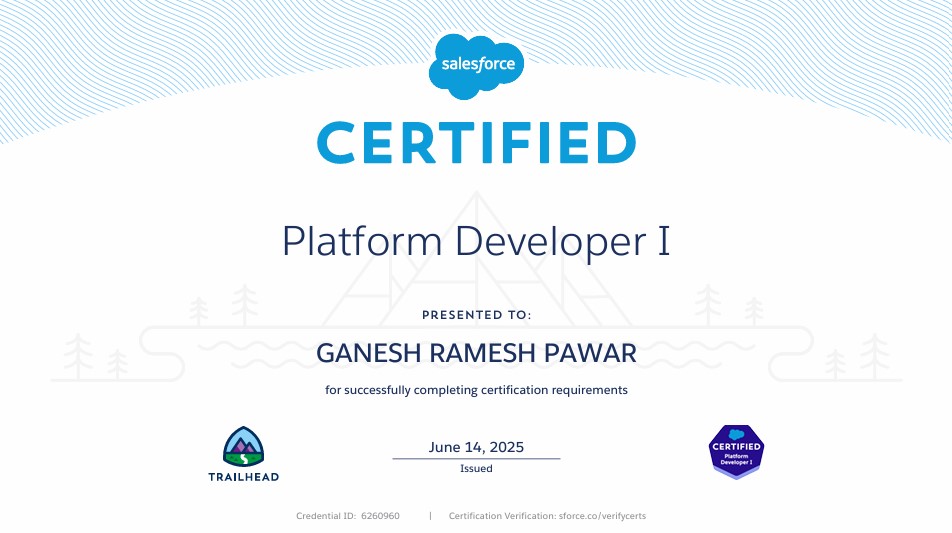 salesforce
CERTIFIED
Platform Developer I
PRESENTED TO:
GANESH RAMESH PAWAR
for successfully completing certification requirements
June 14, 2025
Issued
TRAILHEAD
CERTIFIED
Platform
Developer I
Credential ID: 6260960 | Certification Verification: sforce.co/verifycerts